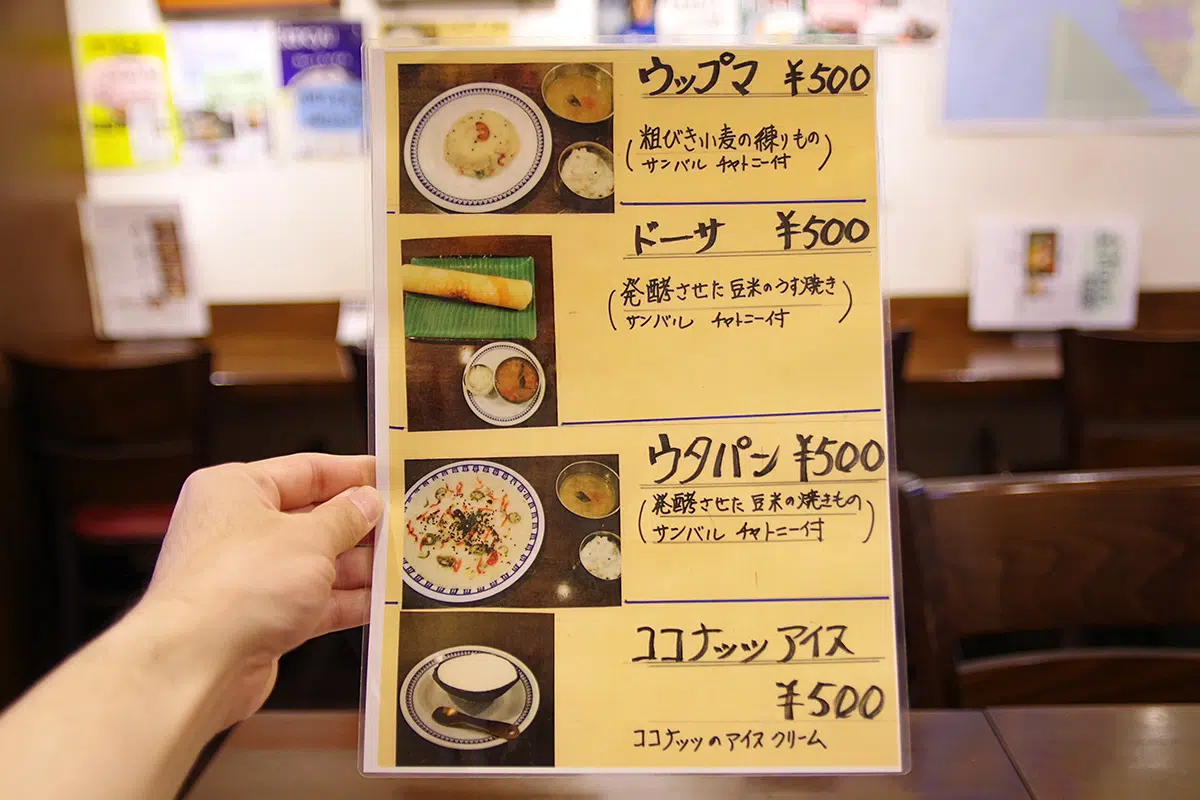 ウップマ ¥500
(粗びき小麦の練りもの
サンバル チャトニー付)
ドーサ ¥500
(発酵させた豆米のうす焼き
サンバル チャトニー付)
ウタパン ¥500
(発酵させた豆米の焼きもの
サンバル チャトニー付)
ココナッツ アイス
¥500
ココナッツのアイスクリーム